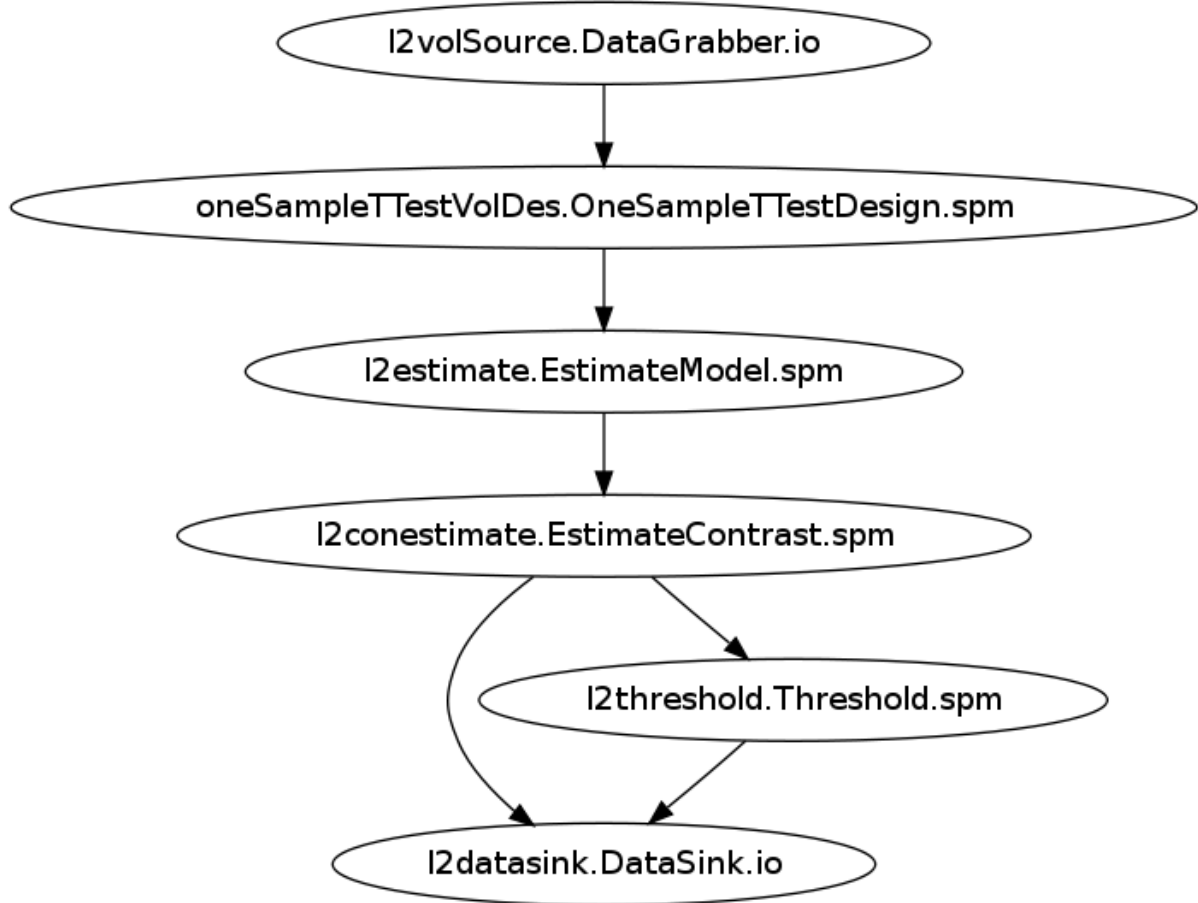 l2volSource.DataGrabber.io
oneSampleTTestVolDes.OneSampleTTestDesign.spm
l2estimate.EstimateModel.spm
l2conestimate.EstimateContrast.spm
l2threshold.Threshold.spm
l2datasink.DataSink.io